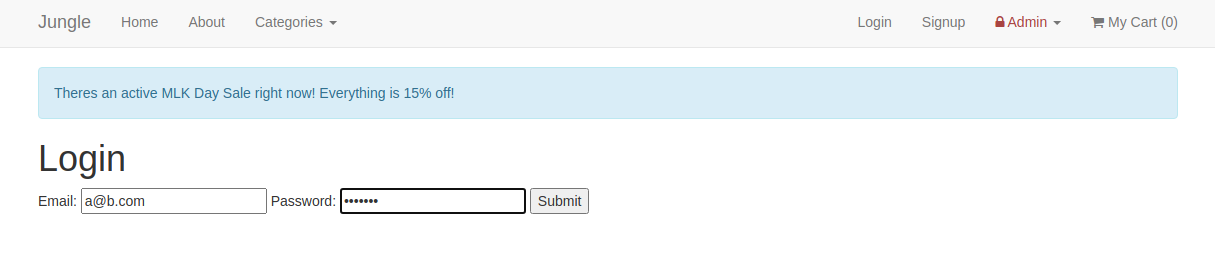 Jungle Home About Categories Login Signup Admin My Cart (0)
Theres an active MLK Day Sale right now! Everything is 15% off!
Login
Email: a@b.com Password: ••••••• Submit